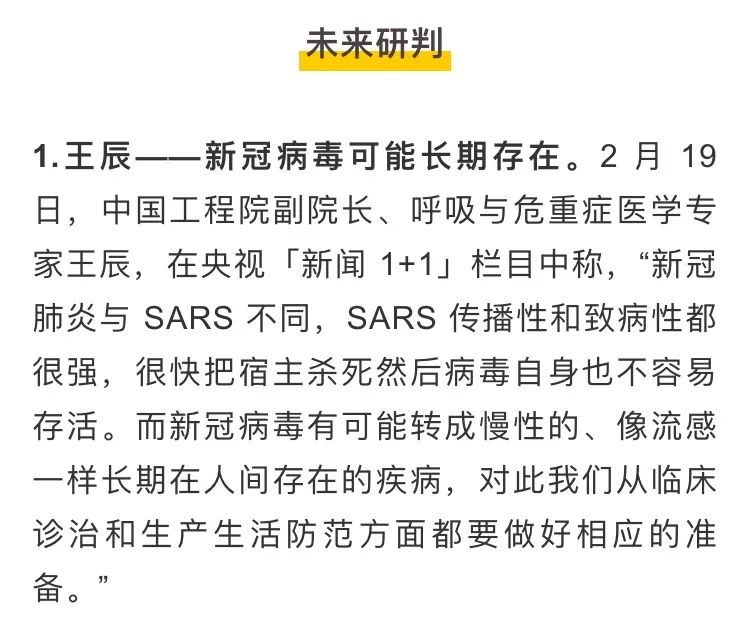 未来研判
1.王辰——新冠病毒可能长期存在。2 月 19
日，中国工程院副院长、呼吸与危重症医学专
家王辰，在央视「新闻 1+1」栏目中称，“新冠
肺炎与 SARS 不同，SARS 传播性和致病性都
很强，很快把宿主杀死然后病毒自身也不容易
存活。而新冠病毒有可能转成慢性的、像流感
一样长期在人间存在的疾病，对此我们从临床
诊治和生产生活防范方面都要做好相应的准
备。”